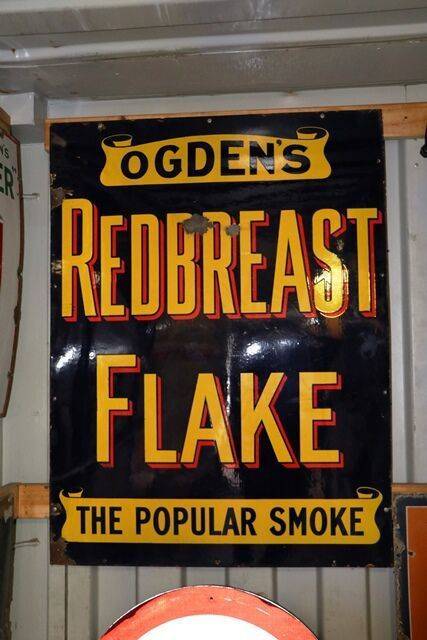 OGDEN'S
REDBREAST
FLAKE
THE POPULAR SMOKE